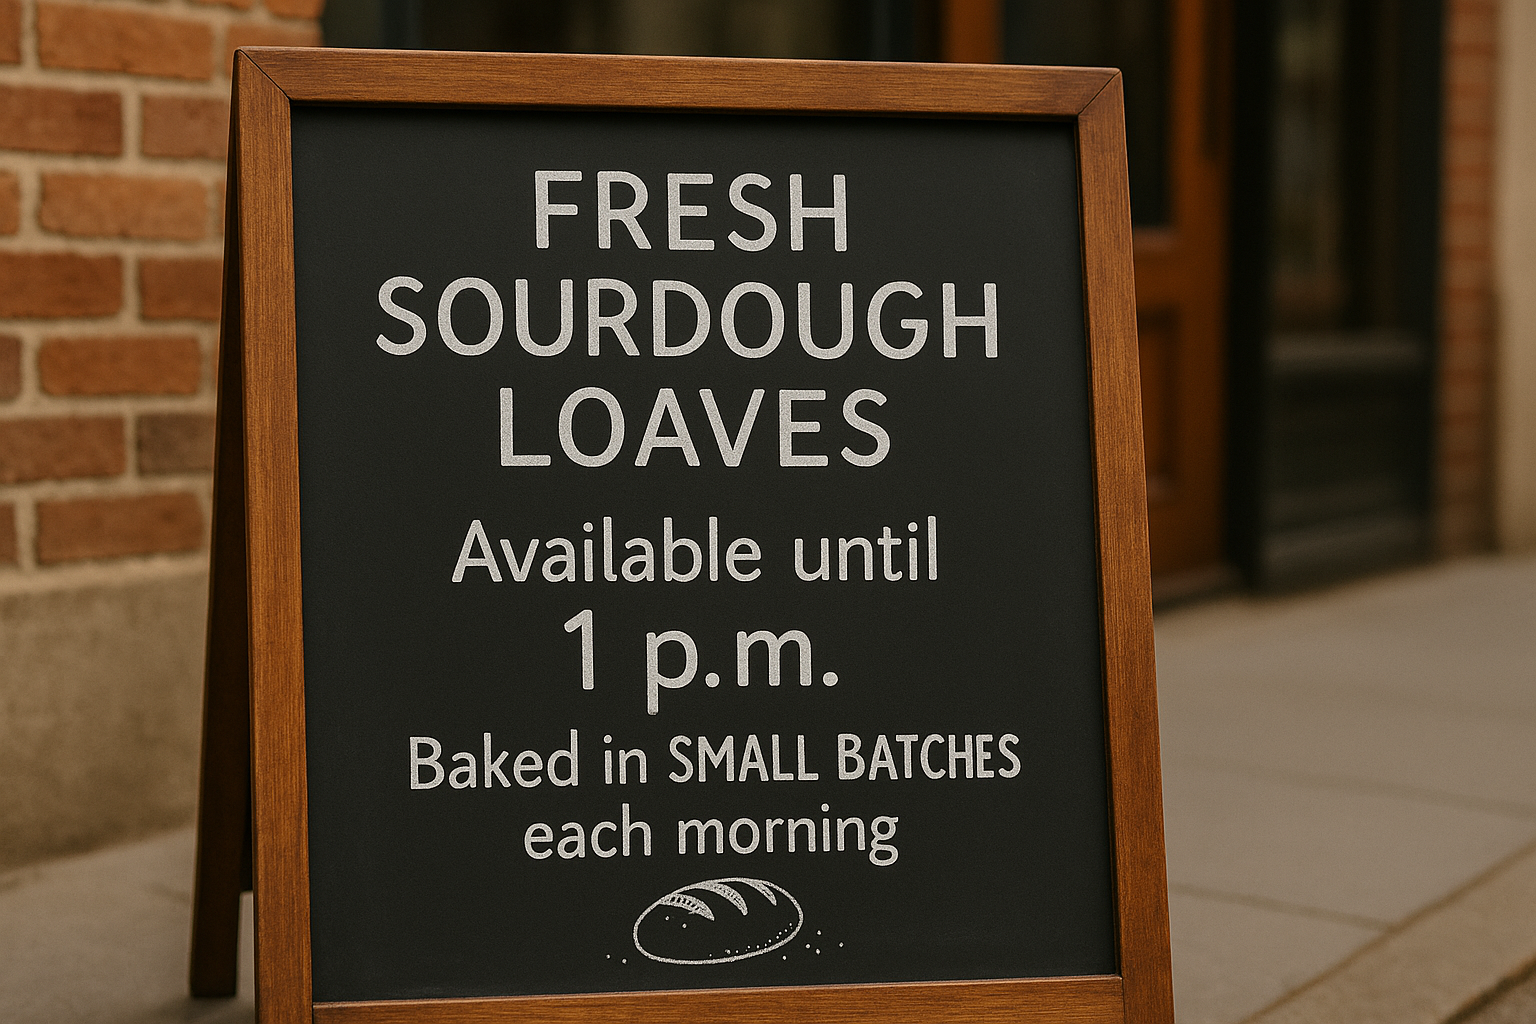 FRESH
SOURDOUGH
LOAVES
Available until
1 p.m.
Baked in SMALL BATCHES
each morning